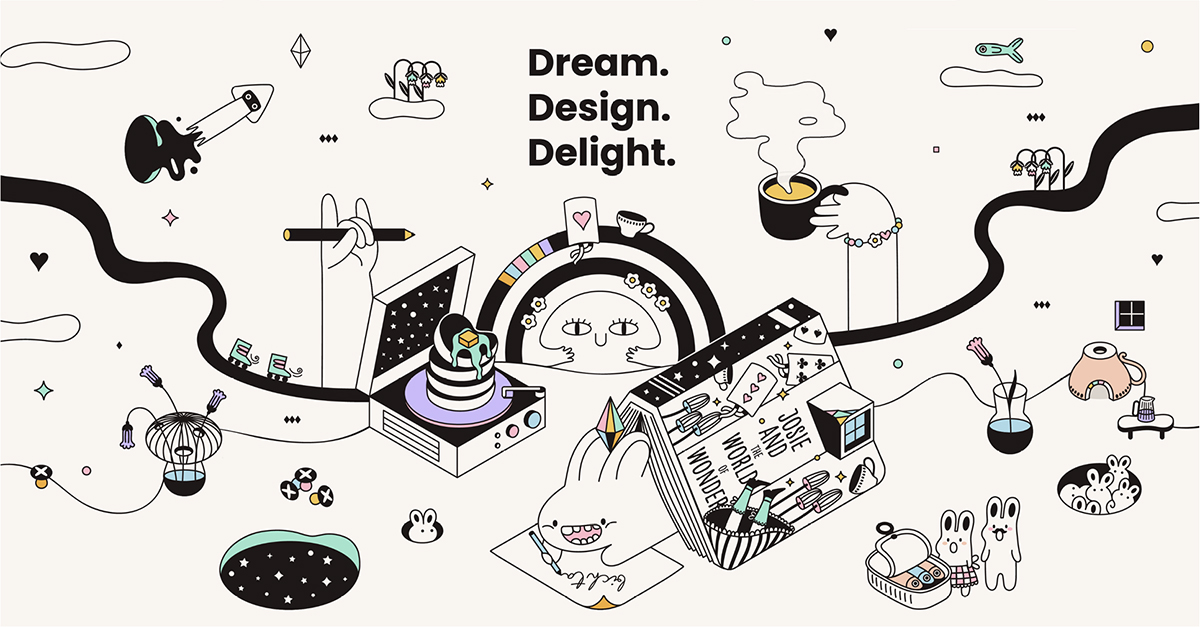 Dream.
Design.
Delight.
JOSIE
AND
THE
WORLD
OF
WONDER